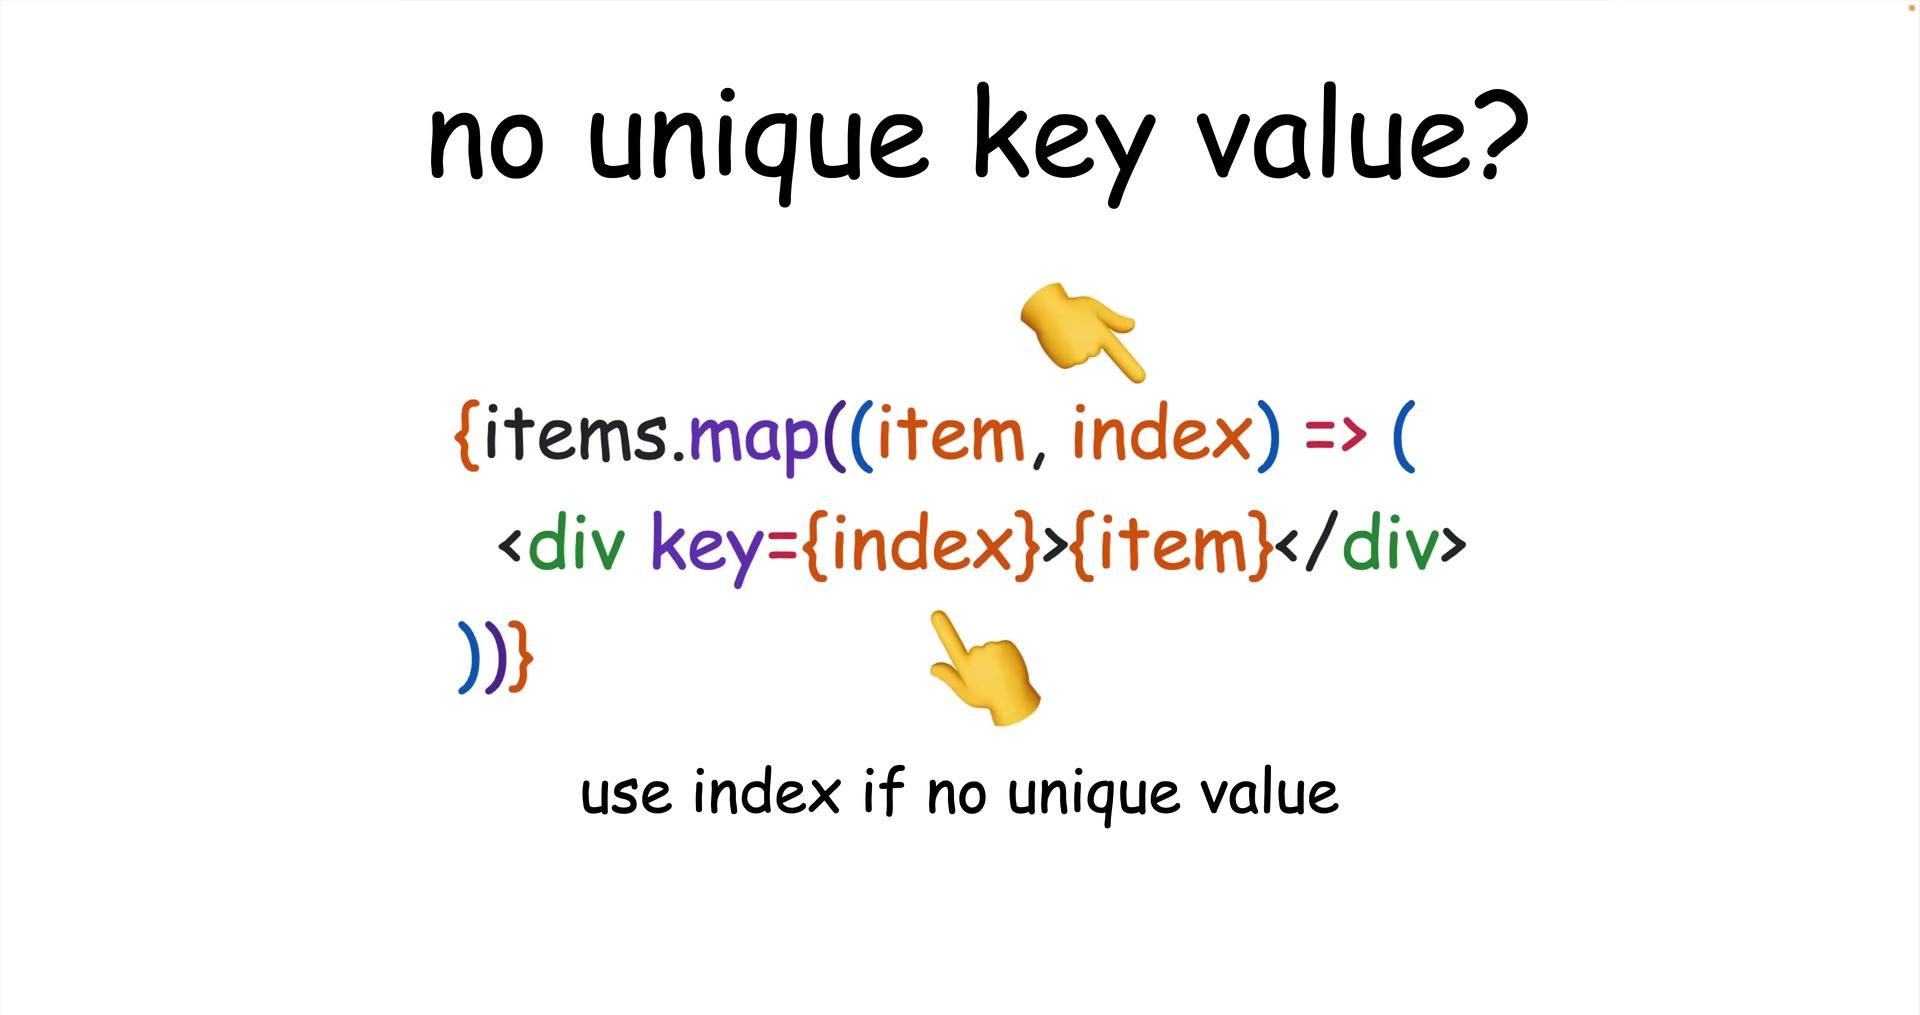 no unique key value?
{items.map((item, index) => (
<div key={index}>{item}</div>
))}
use index if no unique value